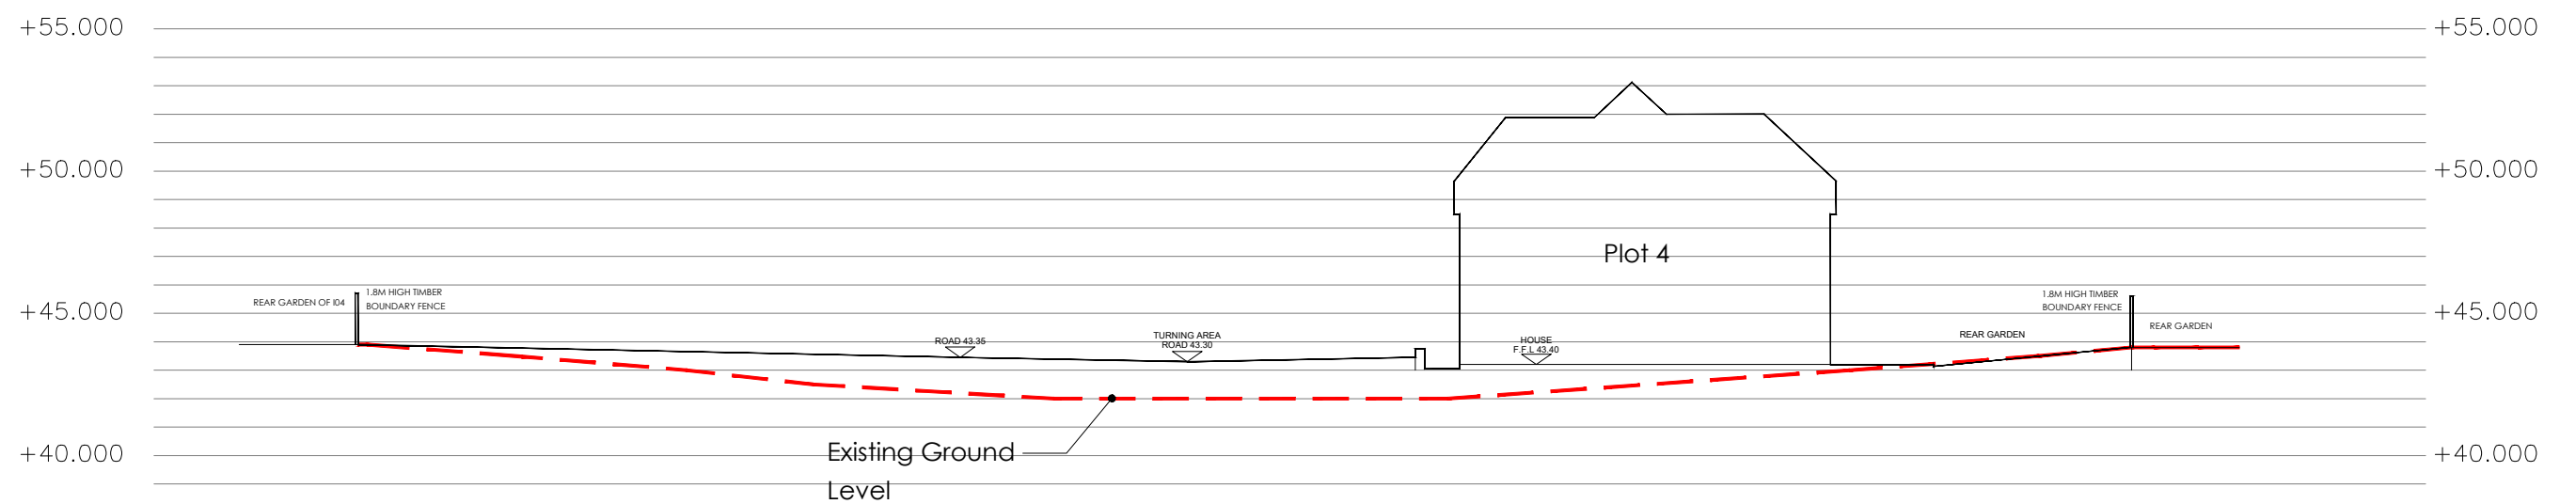 +55.000
+55.000
+50.000
+50.000
Plot 4
1.8M HIGH TIMBER
BOUNDARY FENCE
REAR GARDEN OF I04
1.8M HIGH TIMBER
BOUNDARY FENCE
+45.000
+45.000
REAR GARDEN
REAR GARDEN
ROAD 43.35
TURNING AREA
ROAD 43.30
HOUSE
F.F.L 43.40
+40.000
+40.000
Existing Ground
Level